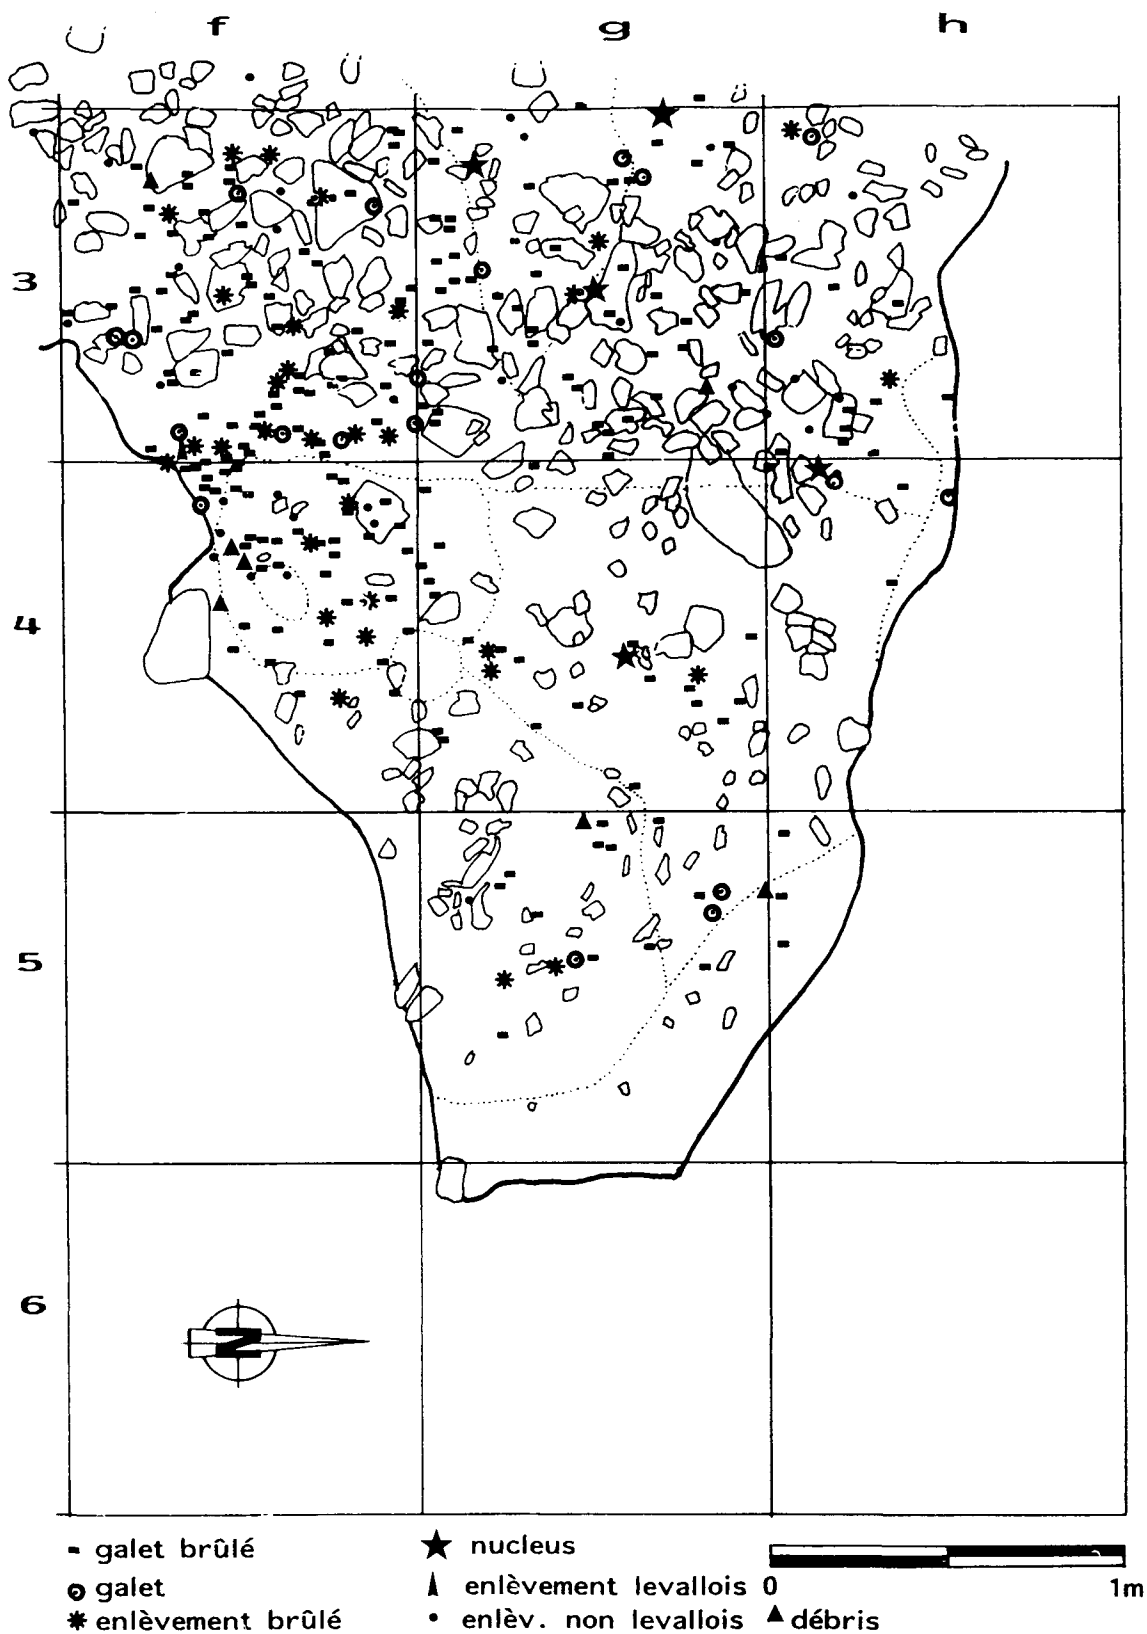 f g h
3
4
5
6
N
galet brûlé
galet
enlèvement brûlé
nucleus
enlèvement levallois
enlèv. non levallois
débris
0 1m